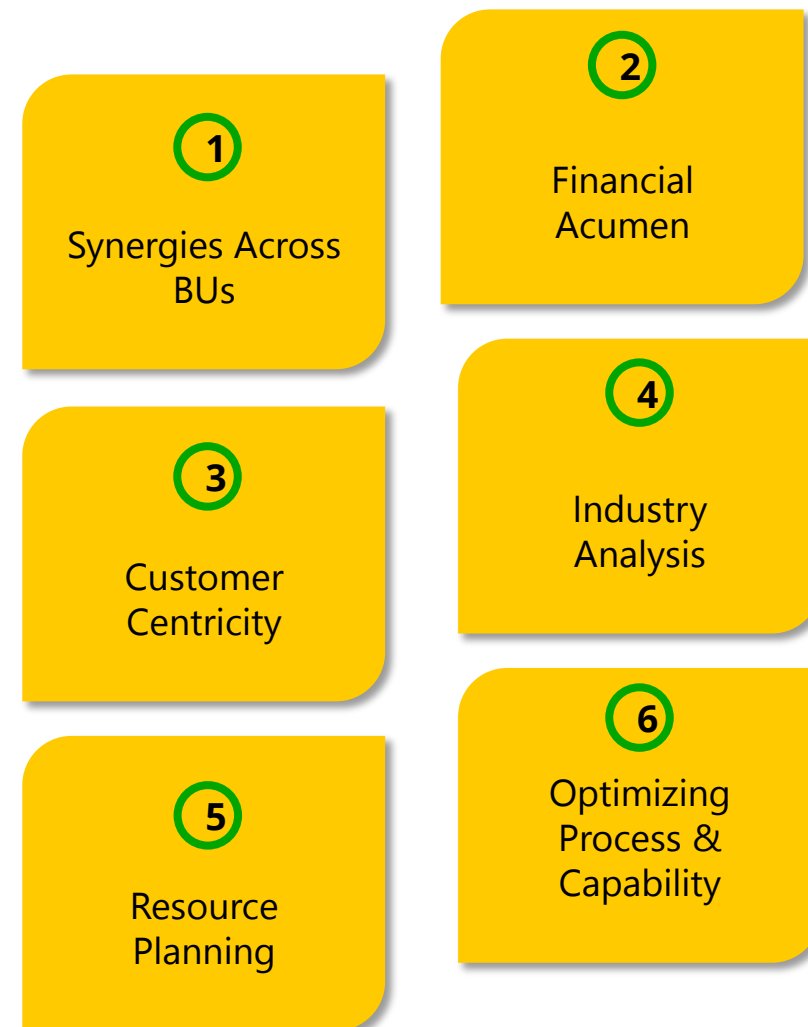 1
Synergies Across
BUs
2
Financial
Acumen
3
Customer
Centricity
4
Industry
Analysis
5
Resource
Planning
6
Optimizing
Process &
Capability